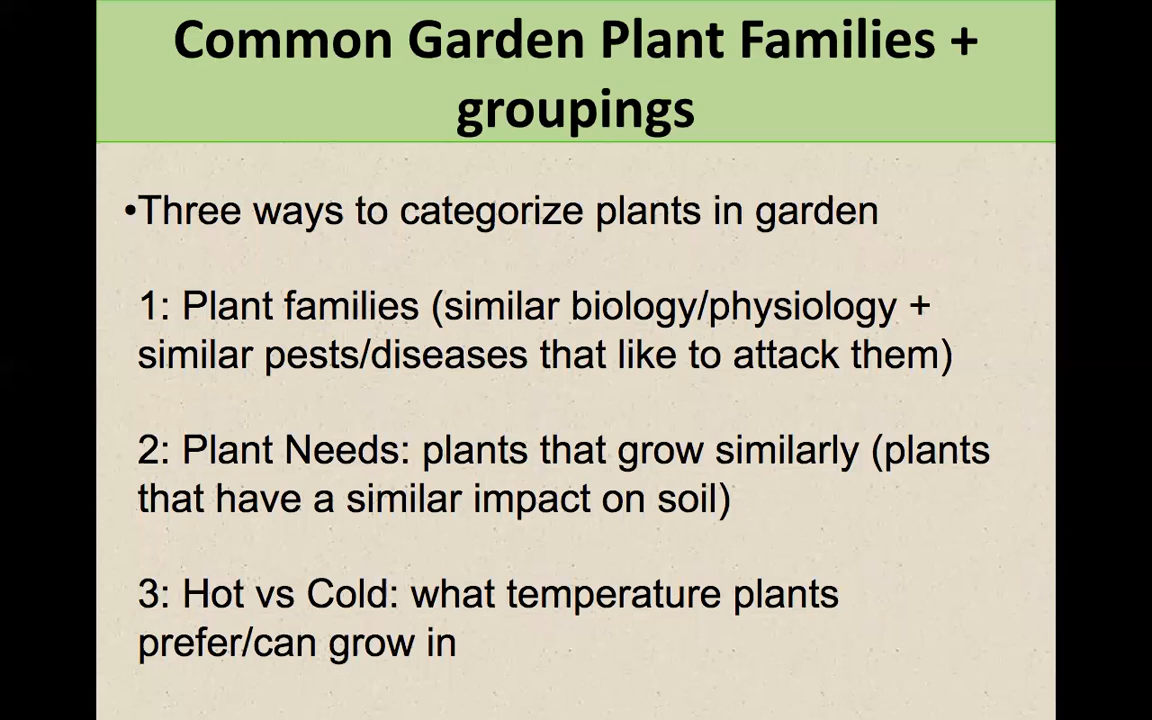 Common Garden Plant Families +
groupings
•Three ways to categorize plants in garden
1: Plant families (similar biology/physiology +
similar pests/diseases that like to attack them)
2: Plant Needs: plants that grow similarly (plants
that have a similar impact on soil)
3: Hot vs Cold: what temperature plants
prefer/can grow in